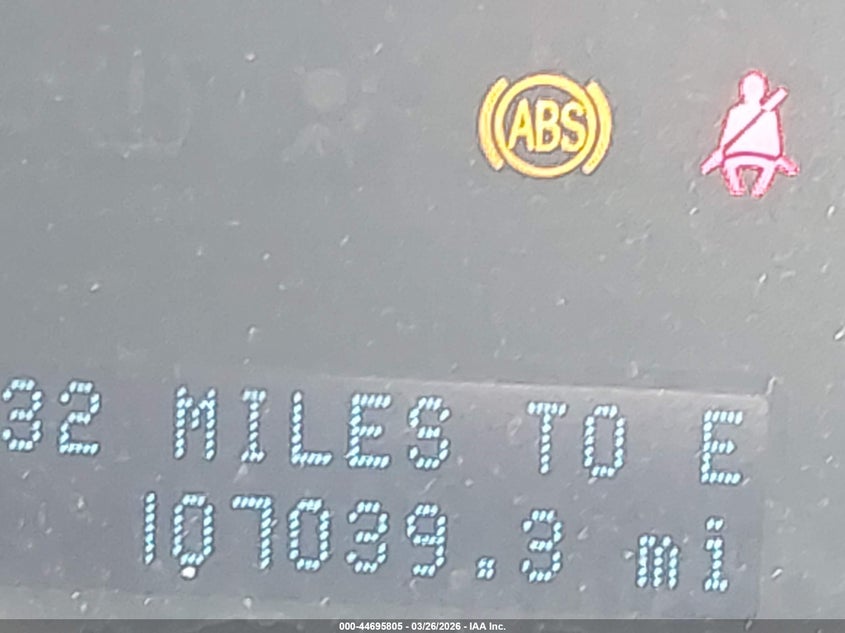 ABS
32 MILES TO E
107039.3 mi
000-44695805 - 03/26/2026 - IAA Inc.